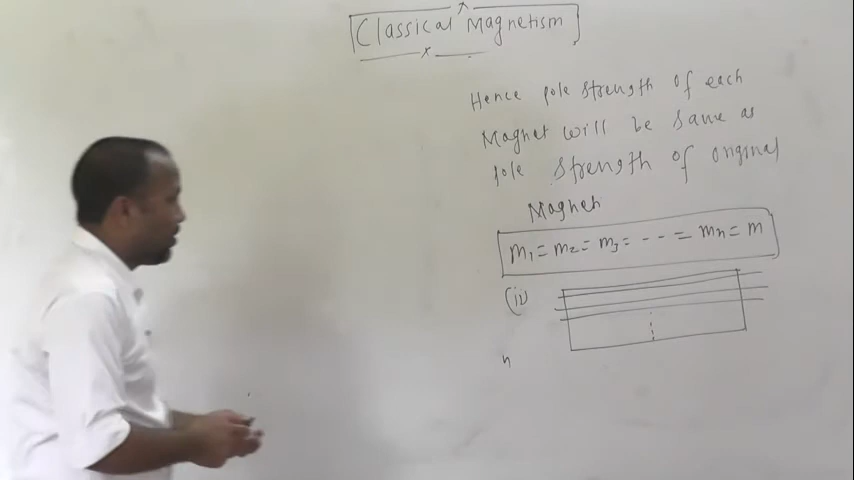 Classical Magnetism
Hence pole strength of each
Magnet will be same as
pole strength of original
Magnet
m₁ = m₂ = m₃ = - - - = mₙ = m
(ii)
n